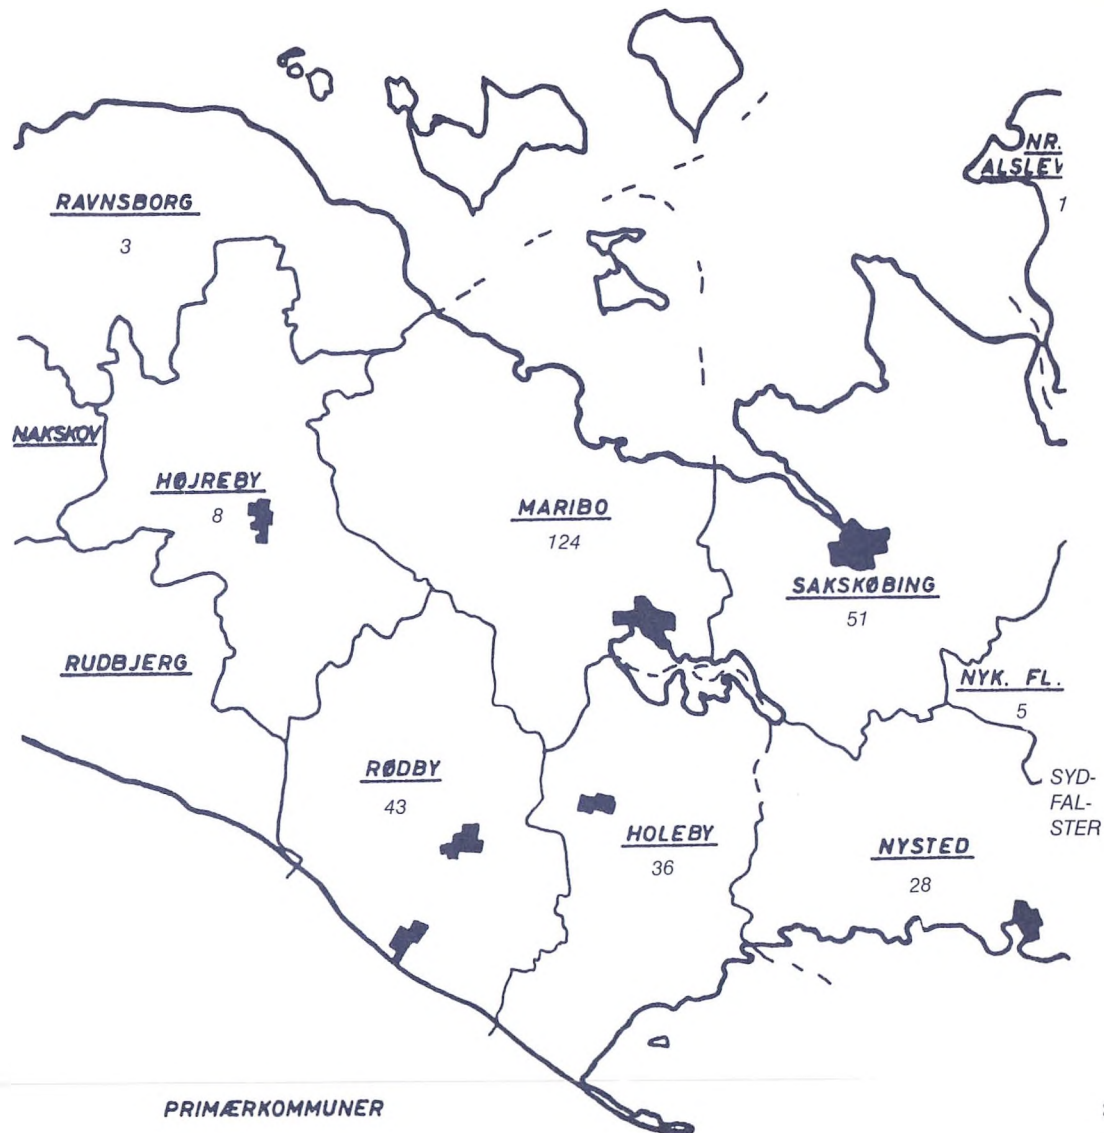 NR.
ALSLEV
1
RAVNSBORG
3
NAKSKOV
HØJREBY
8
MARIBO
124
SAKSKØBING
51
RUDBJERG
NYK. FL.
5
RØDBY
43
SYD-
FAL-
STER
HOLEBY
36
NYSTED
28
PRIMÆRKOMMUNER